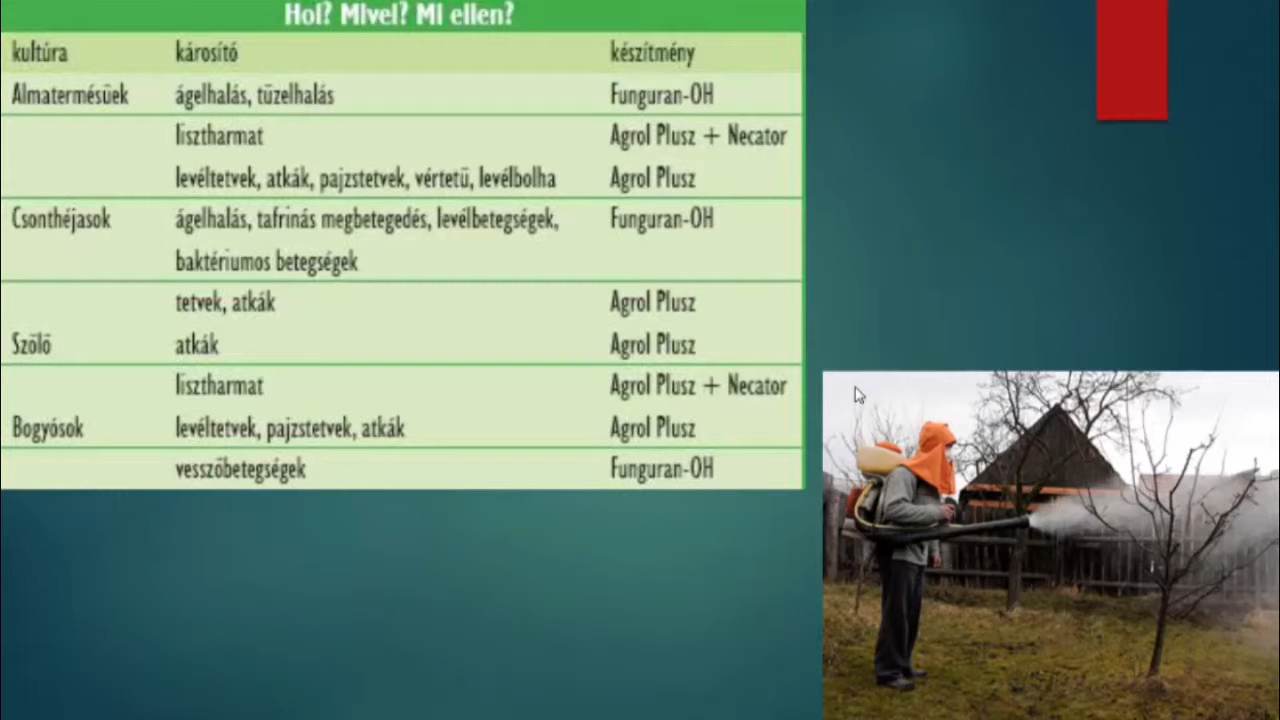 Hol? Mivel? Mi ellen?
kultúra károsító készítmény
Almatermésűek ágelhalás, tűzelhalás Funguran-OH
lisztharmat Agrol Plusz + Necator
levéltetvek, atkák, pajzstetvek, vértetű, levélbolha Agrol Plusz
Csonthéjasok ágelhalás, tafrinás megbetegedés, levélbetegségek, Funguran-OH
baktériumos betegségek
tetvek, atkák Agrol Plusz
Szőlő atkák Agrol Plusz
lisztharmat Agrol Plusz + Necator
Bogyósok levéltetvek, pajzstetvek, atkák Agrol Plusz
vesszőbetegségek Funguran-OH